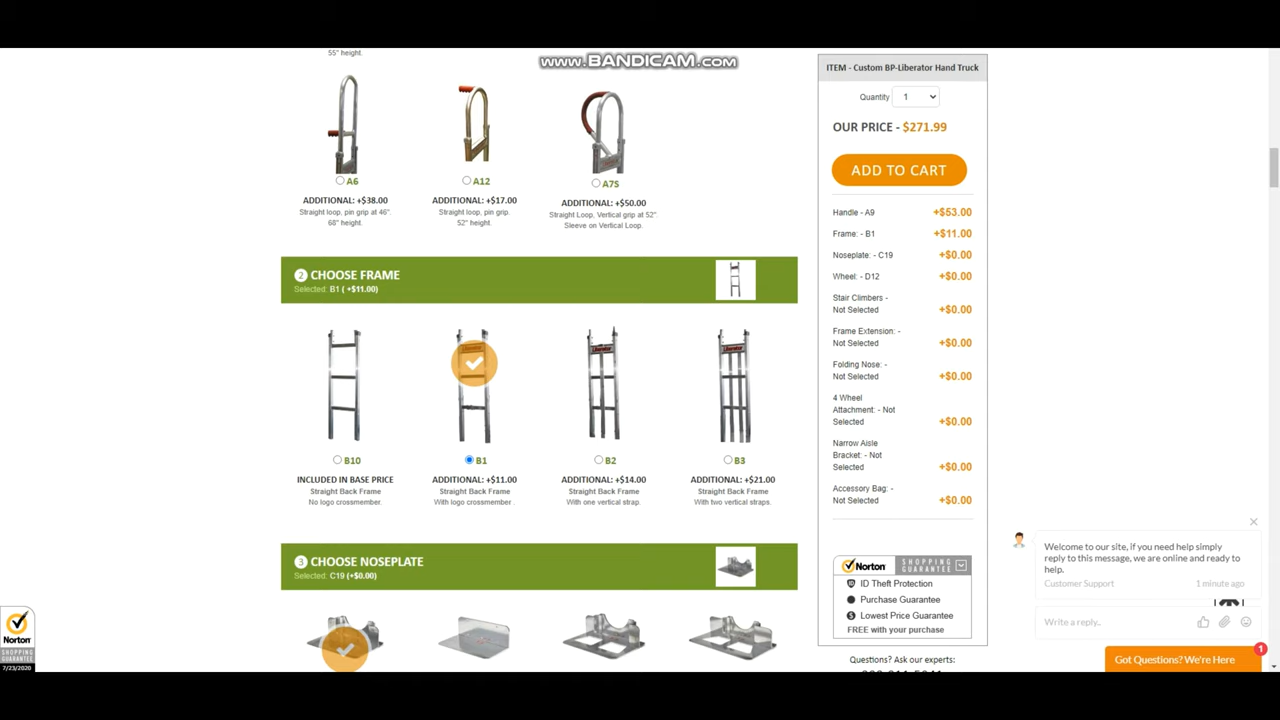 55" height.
www.BANDICAM.com
A6
A12
A7S
ADDITIONAL: +$38.00
ADDITIONAL: +$17.00
ADDITIONAL: +$50.00
Straight loop, pin grip at 46".
68" height.
Straight loop, pin grip.
52" height.
Straight Loop, Vertical grip at 52".
Sleeve on Vertical Loop.
2 CHOOSE FRAME
Selected: B1 ( +$11.00)
Liberator
Liberator
B10
B1
B2
B3
INCLUDED IN BASE PRICE
ADDITIONAL: +$11.00
ADDITIONAL: +$14.00
ADDITIONAL: +$21.00
Straight Back Frame
No logo crossmember.
Straight Back Frame
With logo crossmember .
Straight Back Frame
With one vertical strap.
Straight Back Frame
With two vertical straps.
3 CHOOSE NOSEPLATE
Selected: C19 (+$0.00)
ITEM - Custom BP-Liberator Hand Truck
Quantity 1
OUR PRICE - $271.99
ADD TO CART
Handle - A9 +$53.00
Frame: - B1 +$11.00
Noseplate: - C19 +$0.00
Wheel: - D12 +$0.00
Stair Climbers -
Not Selected +$0.00
Frame Extension: -
Not Selected +$0.00
Folding Nose: -
Not Selected +$0.00
4 Wheel
Attachment: - Not
Selected +$0.00
Narrow Aisle
Bracket: - Not
Selected +$0.00
Accessory Bag: -
Not Selected +$0.00
Norton SHOPPING GUARANTEE
ID Theft Protection
Purchase Guarantee
Lowest Price Guarantee
FREE with your purchase
Questions? Ask our experts:
Welcome to our site, if you need help simply
reply to this message, we are online and ready to
help.
Customer Support 1 minute ago
Write a reply..
Got Questions? We're Here
1
Norton
SHOPPING
GUARANTEE
7/23/2020